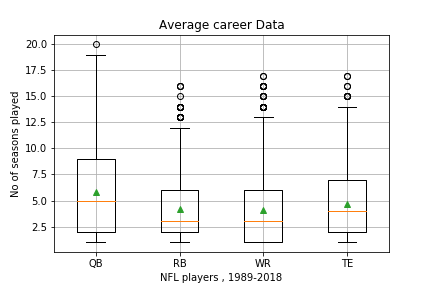 Average career Data
No of seasons played
20.0
17.5
15.0
12.5
10.0
7.5
5.0
2.5
QB RB WR TE
NFL players , 1989-2018